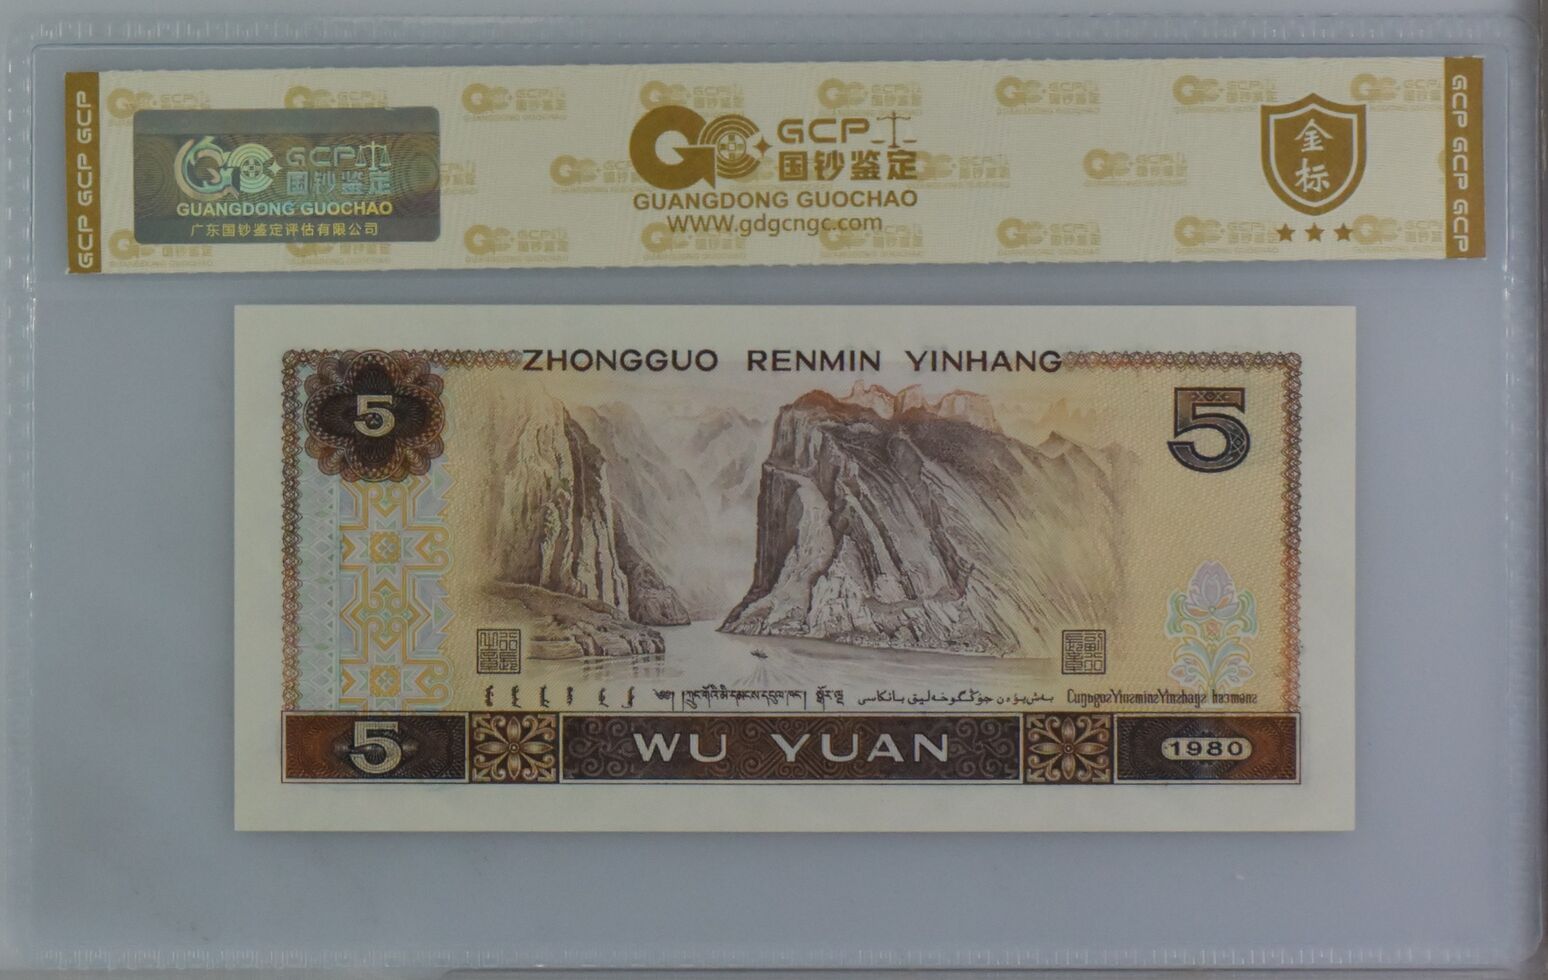 GCP GCP GCP
GCP
国钞鉴定
GUANGDONG GUOCHAO
广东国钞鉴定评估有限公司
GCP
国钞鉴定
GUANGDONG GUOCHAO
WWW.gdgcngc.com
金标
GCP GCP GCP
ZHONGGUO RENMIN YINHANG
5
5
5
WU YUAN
1980